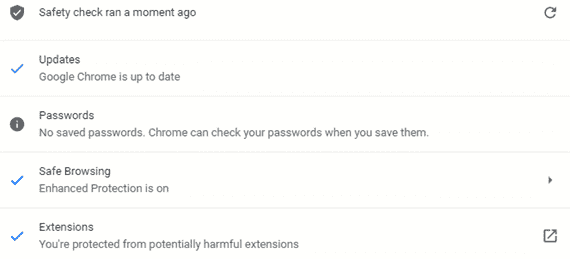 Safety check ran a moment ago
Updates
Google Chrome is up to date
Passwords
No saved passwords. Chrome can check your passwords when you save them.
Safe Browsing
Enhanced Protection is on
Extensions
You're protected from potentially harmful extensions